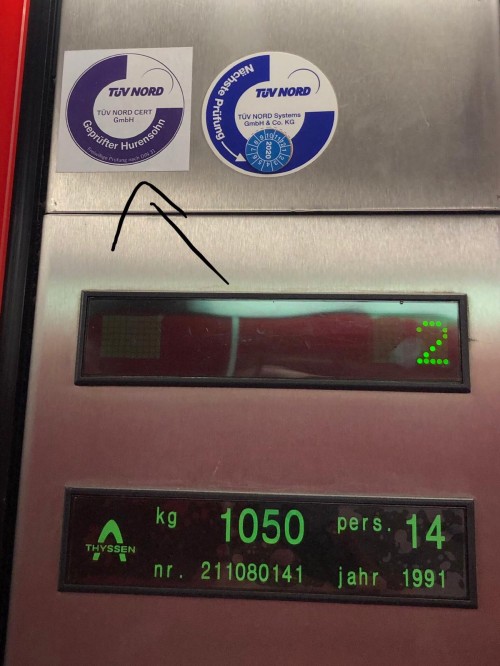 TÜV NORD
TÜV NORD CERT
GmbH
Geprüfter Hurensohn
Nächste Prüfung
TÜV NORD
TÜV NORD Systems
GmbH & Co. KG
2020
2
THYSSEN
kg 1050 pers. 14
nr. 211080141 jahr 1991